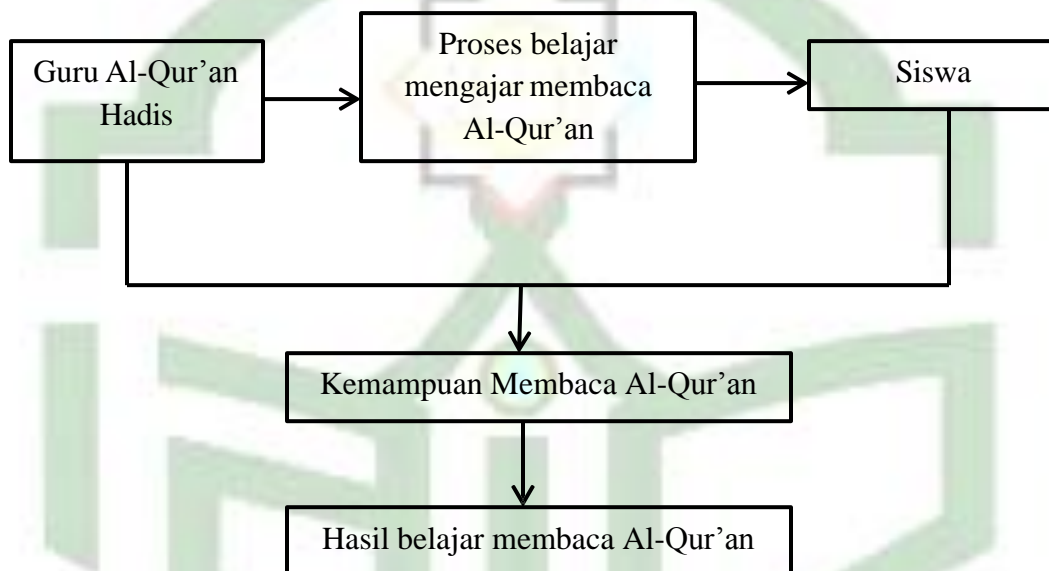 Guru Al-Qur’an
Hadis
Proses belajar
mengajar membaca
Al-Qur’an
Siswa
Kemampuan Membaca Al-Qur’an
Hasil belajar membaca Al-Qur’an